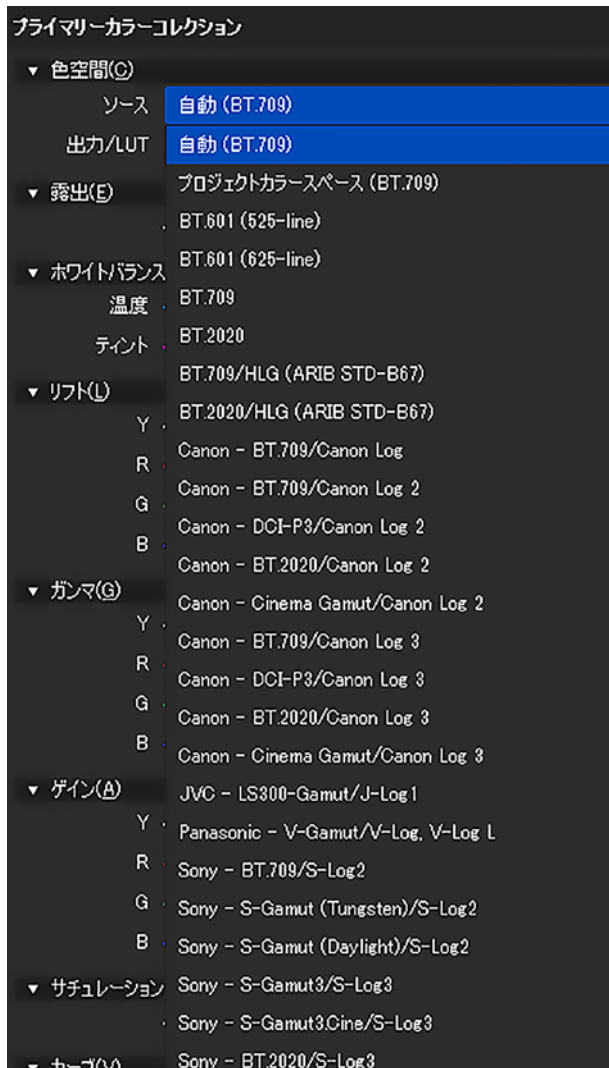 プライマリーカラーコレクション
▼ 色空間(C)
ソース 自動 (BT.709)
出力/LUT 自動 (BT.709)
プロジェクトカラースペース (BT.709)
▼ 露出(E)
BT.601 (525-line)
BT.601 (625-line)
▼ ホワイトバランス
温度 BT.709
ティント BT.2020
BT.709/HLG (ARIB STD-B67)
▼ リフト(L)
BT.2020/HLG (ARIB STD-B67)
Y
Canon - BT.709/Canon Log
R
Canon - BT.709/Canon Log 2
G
Canon - DCI-P3/Canon Log 2
B
Canon - BT.2020/Canon Log 2
▼ ガンマ(G)
Canon - Cinema Gamut/Canon Log 2
Y
Canon - BT.709/Canon Log 3
R
Canon - DCI-P3/Canon Log 3
G
Canon - BT.2020/Canon Log 3
B
Canon - Cinema Gamut/Canon Log 3
▼ ゲイン(A)
JVC - LS300-Gamut/J-Log1
Y
Panasonic - V-Gamut/V-Log, V-Log L
R
Sony - BT.709/S-Log2
G
Sony - S-Gamut (Tungsten)/S-Log2
B
Sony - S-Gamut (Daylight)/S-Log2
▼ サチュレーション
Sony - S-Gamut3/S-Log3
Sony - S-Gamut3.Cine/S-Log3
Sony - BT.2020/S-Log3